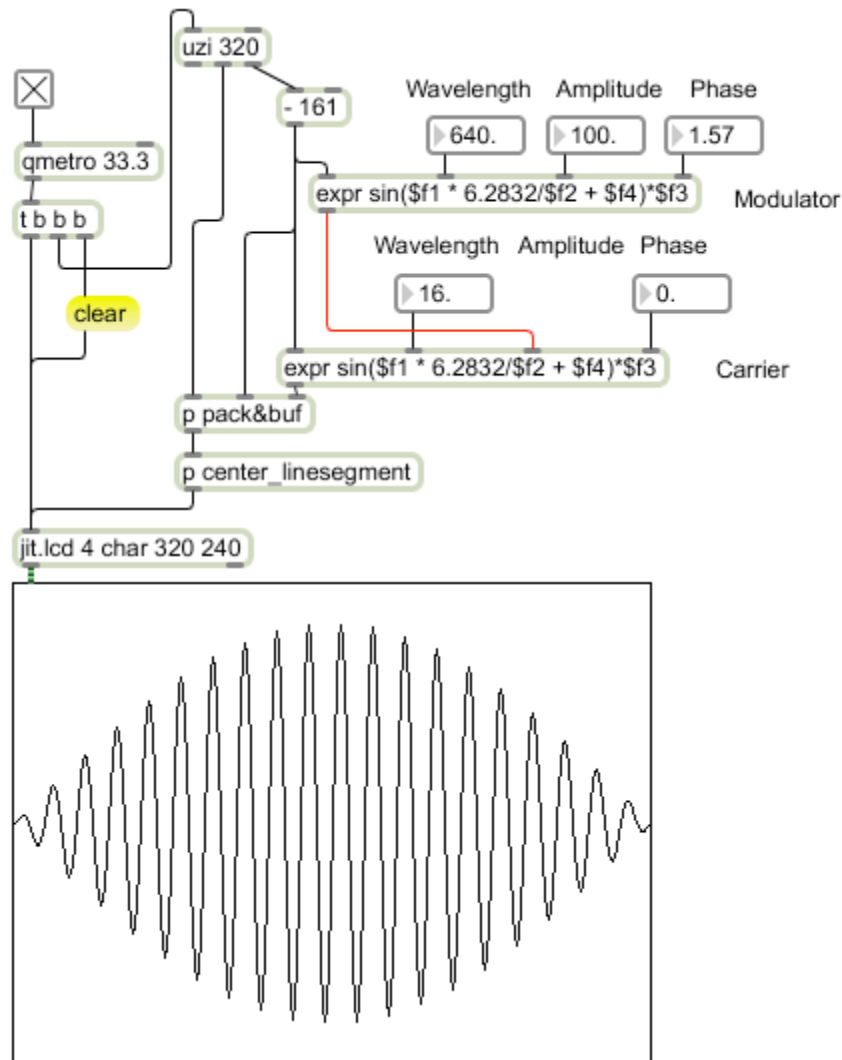 uzi 320
- 161
Wavelength Amplitude Phase
640. 100. 1.57
qmetro 33.3
expr sin($f1 * 6.2832/$f2 + $f4)*$f3
Modulator
t b b b
Wavelength Amplitude Phase
16. 0.
clear
expr sin($f1 * 6.2832/$f2 + $f4)*$f3
Carrier
p pack&buf
p center_linesegment
jit.lcd 4 char 320 240